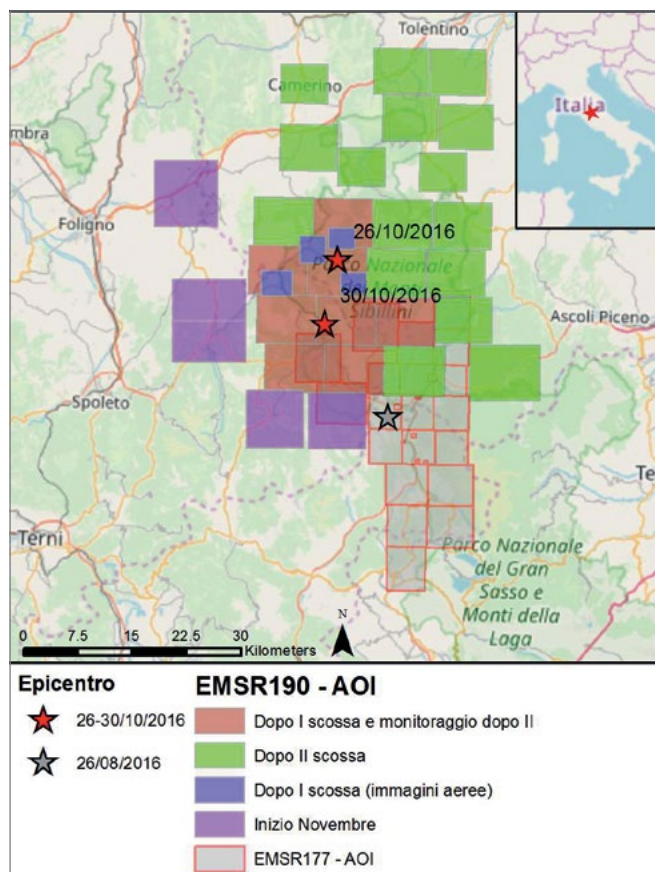 Tolentino
Camerino
Italia
mbra
Foligno
26/10/2016
Parco Nazionale
30/10/2016
Sibillini
Ascoli Piceno
Spoleto
Te
Terni
Parco Nazionale
del Gran
Sasso e
Monti della
Laga
N
0 7.5 15 22.5 30
Kilometers
Epicentro
26-30/10/2016
26/08/2016
EMSR190 - AOI
Dopo I scossa e monitoraggio dopo II
Dopo II scossa
Dopo I scossa (immagini aeree)
Inizio Novembre
EMSR177 - AOI